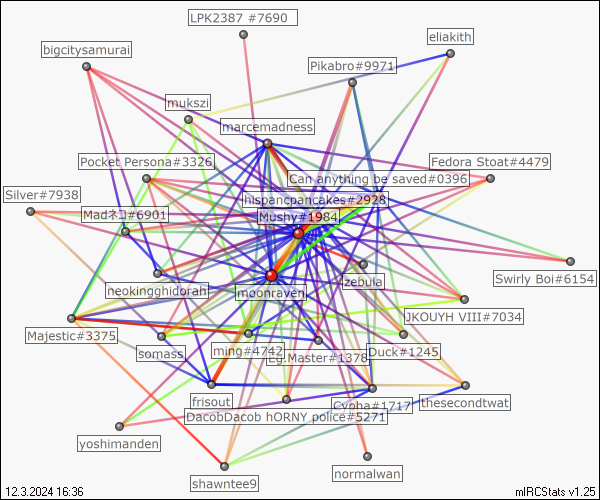 LPK2387 #7690
eliakith
bigcitysamurai
Pikabro#9971
mukszi
marcemadness
Pocket Persona#3326
Fedora Stoat#4479
Can anything be saved#0396
Silver#7938
hispancpancakes#2928
Madネコ#6901
Mushy#1984
Swirly Boi#6154
zebula
neokingghidorah
moonraven
JKOUYH VIII#7034
Majestic#3375
somass
ming#4742
Lg.Master#1378
Duck#1245
frisout
Cypha#1717
thesecondtwat
DacobDacob hORNY police#5271
yoshimanden
shawntee9
normalwan
12.3.2024 16:36
mIRCStats v1.25